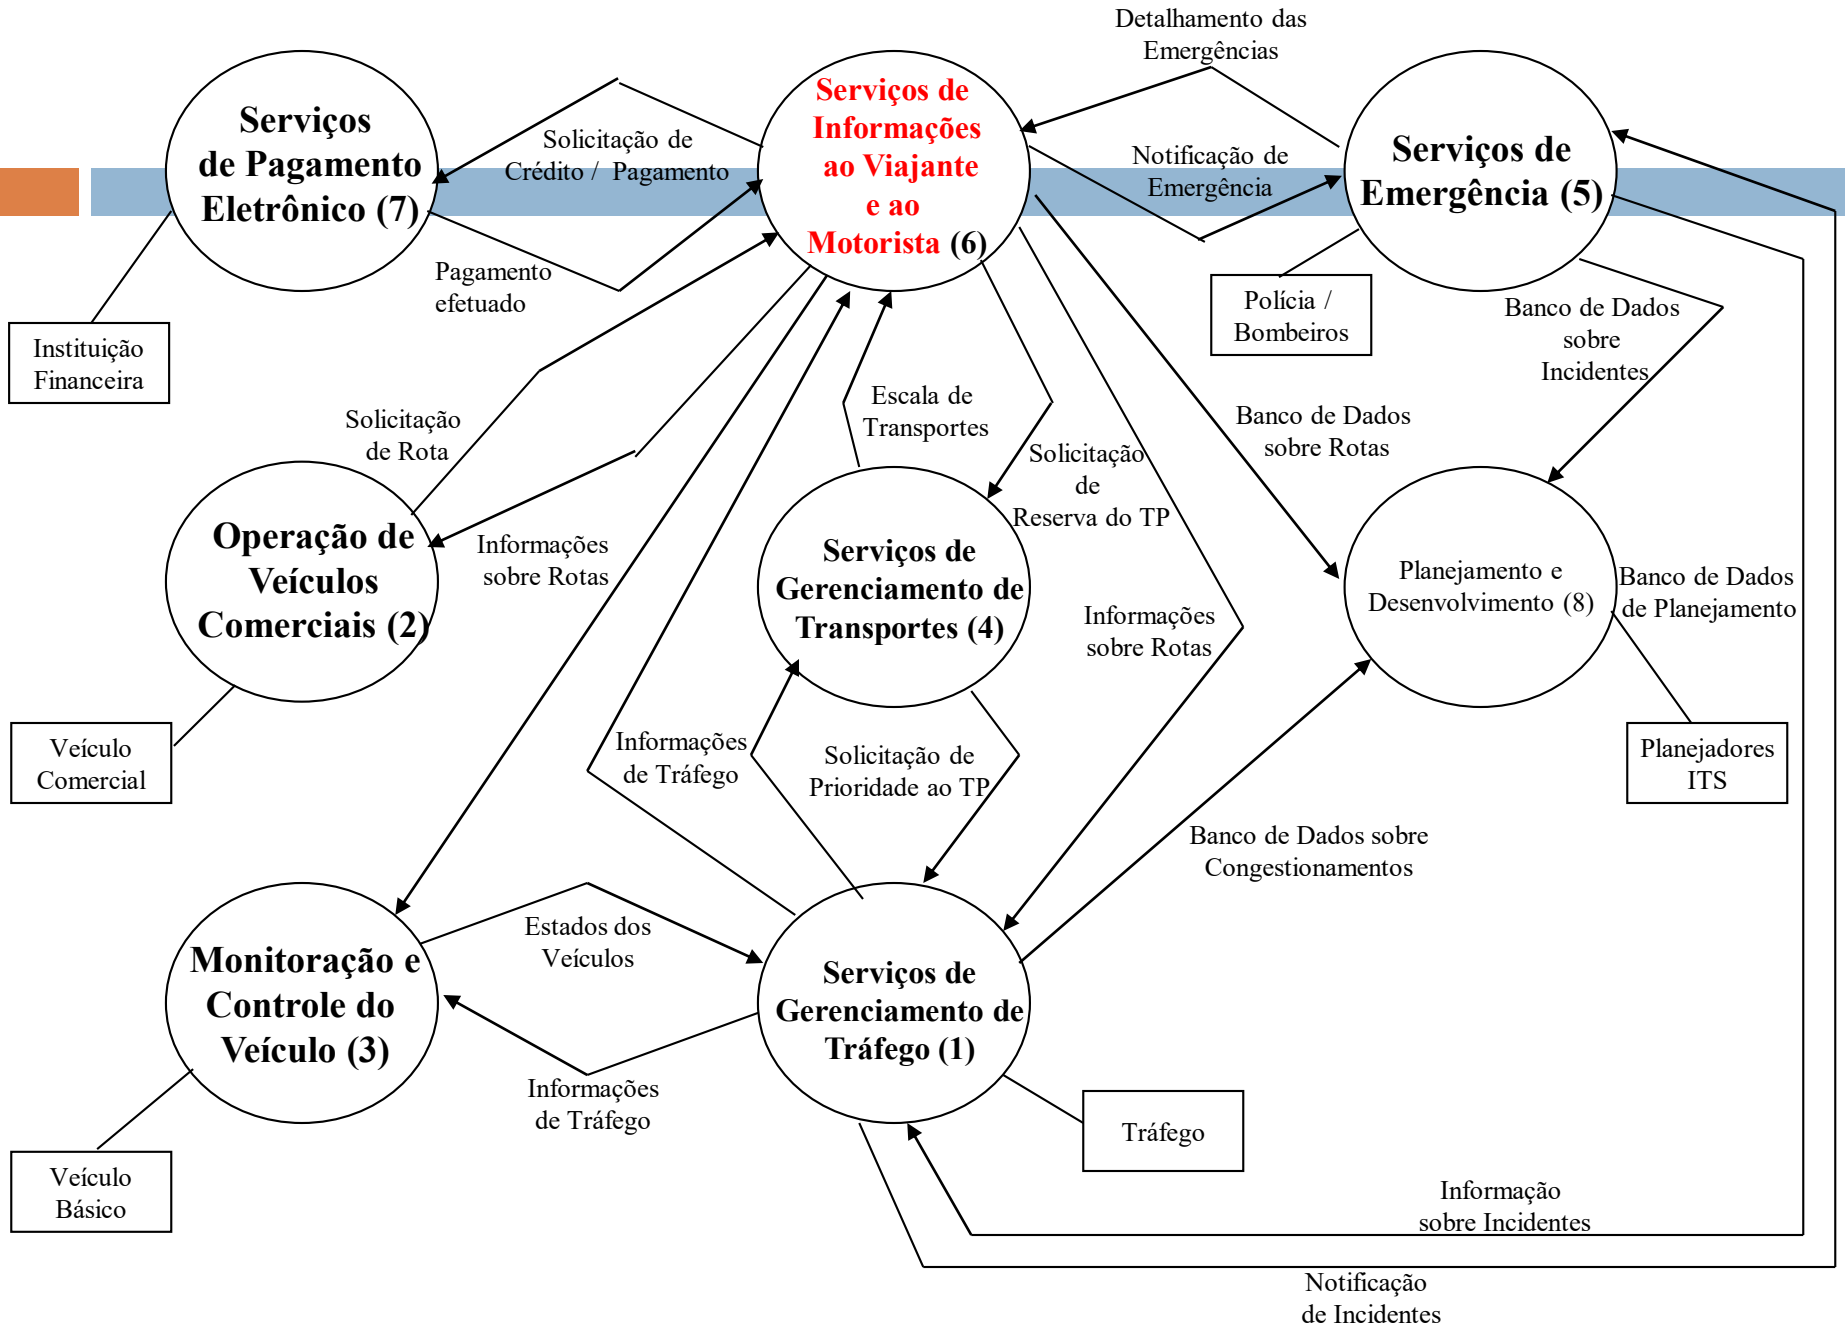 Detalhamento das
Emergências
Serviços
de Pagamento
Eletrônico (7)
Solicitação de
Crédito / Pagamento
Serviços de
Informações
ao Viajante
e ao
Motorista (6)
Notificação de
Emergência
Serviços de
Emergência (5)
Pagamento
efetuado
Polícia /
Bombeiros
Banco de Dados
sobre
Incidentes
Instituição
Financeira
Solicitação
de Rota
Escala de
Transportes
Solicitação
de
Reserva do TP
Banco de Dados
sobre Rotas
Operação de
Veículos
Comerciais (2)
Informações
sobre Rotas
Serviços de
Gerenciamento de
Transportes (4)
Informações
sobre Rotas
Planejamento e
Desenvolvimento (8)
Banco de Dados
de Planejamento
Veículo
Comercial
Informações
de Tráfego
Solicitação de
Prioridade ao TP
Planejadores
ITS
Banco de Dados sobre
Congestionamentos
Monitoração e
Controle do
Veículo (3)
Estados dos
Veículos
Serviços de
Gerenciamento de
Tráfego (1)
Informações
de Tráfego
Tráfego
Veículo
Básico
Informação
sobre Incidentes
Notificação
de Incidentes